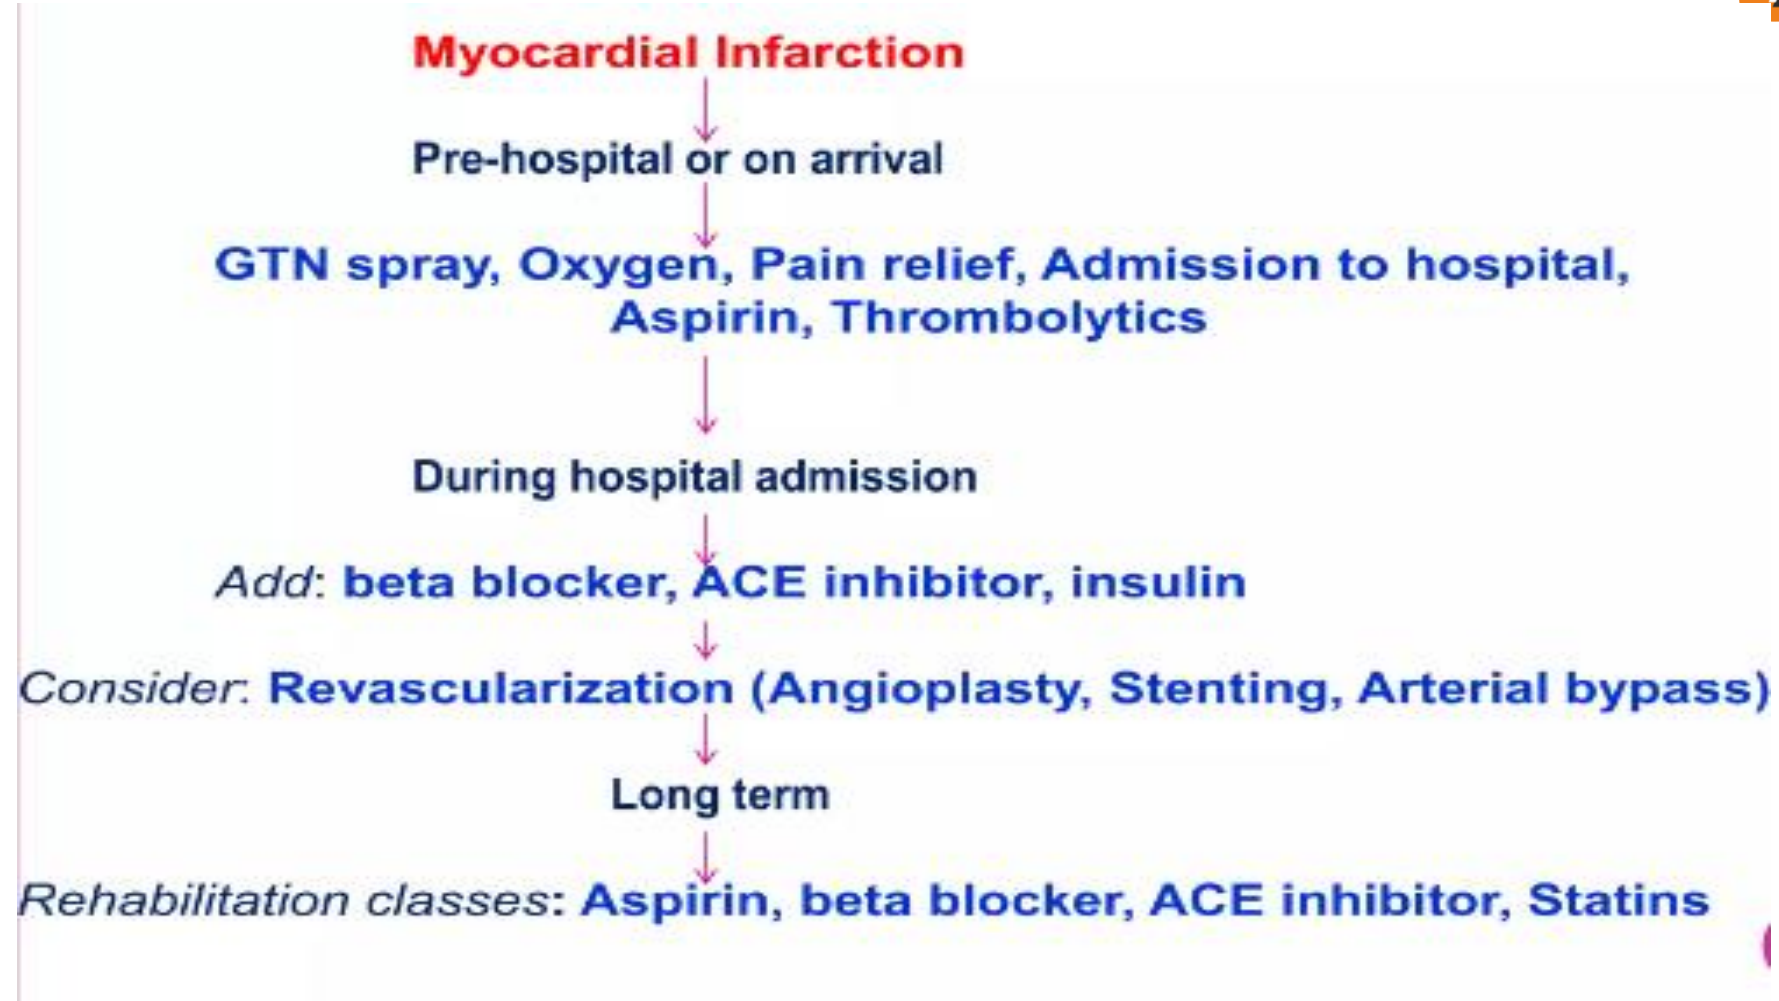 Myocardial Infarction
Pre-hospital or on arrival
GTN spray, Oxygen, Pain relief, Admission to hospital,
Aspirin, Thrombolytics
During hospital admission
Add: beta blocker, ACE inhibitor, insulin
Consider: Revascularization (Angioplasty, Stenting, Arterial bypass)
Long term
Rehabilitation classes: Aspirin, beta blocker, ACE inhibitor, Statins